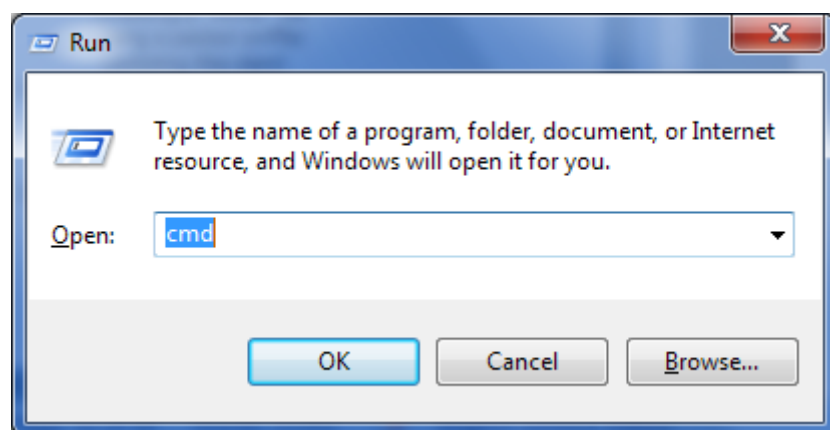 Run
Type the name of a program, folder, document, or Internet
resource, and Windows will open it for you.
Open: cmd
OK Cancel Browse...